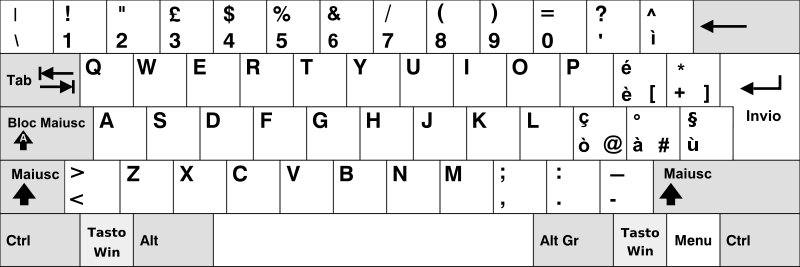 | ! " £ $ % & / ( ) = ? ^
\ 1 2 3 4 5 6 7 8 9 0 ' ì
Tab Q W E R T Y U I O P é *
è [ + ]
Invio
Bloc Maiusc A S D F G H J K L ç ° §
A ò @ à # ù
Maiusc > Z X C V B N M ; : _ Maiusc
< , . -
Ctrl Tasto Win Alt Alt Gr Tasto Win Menu Ctrl